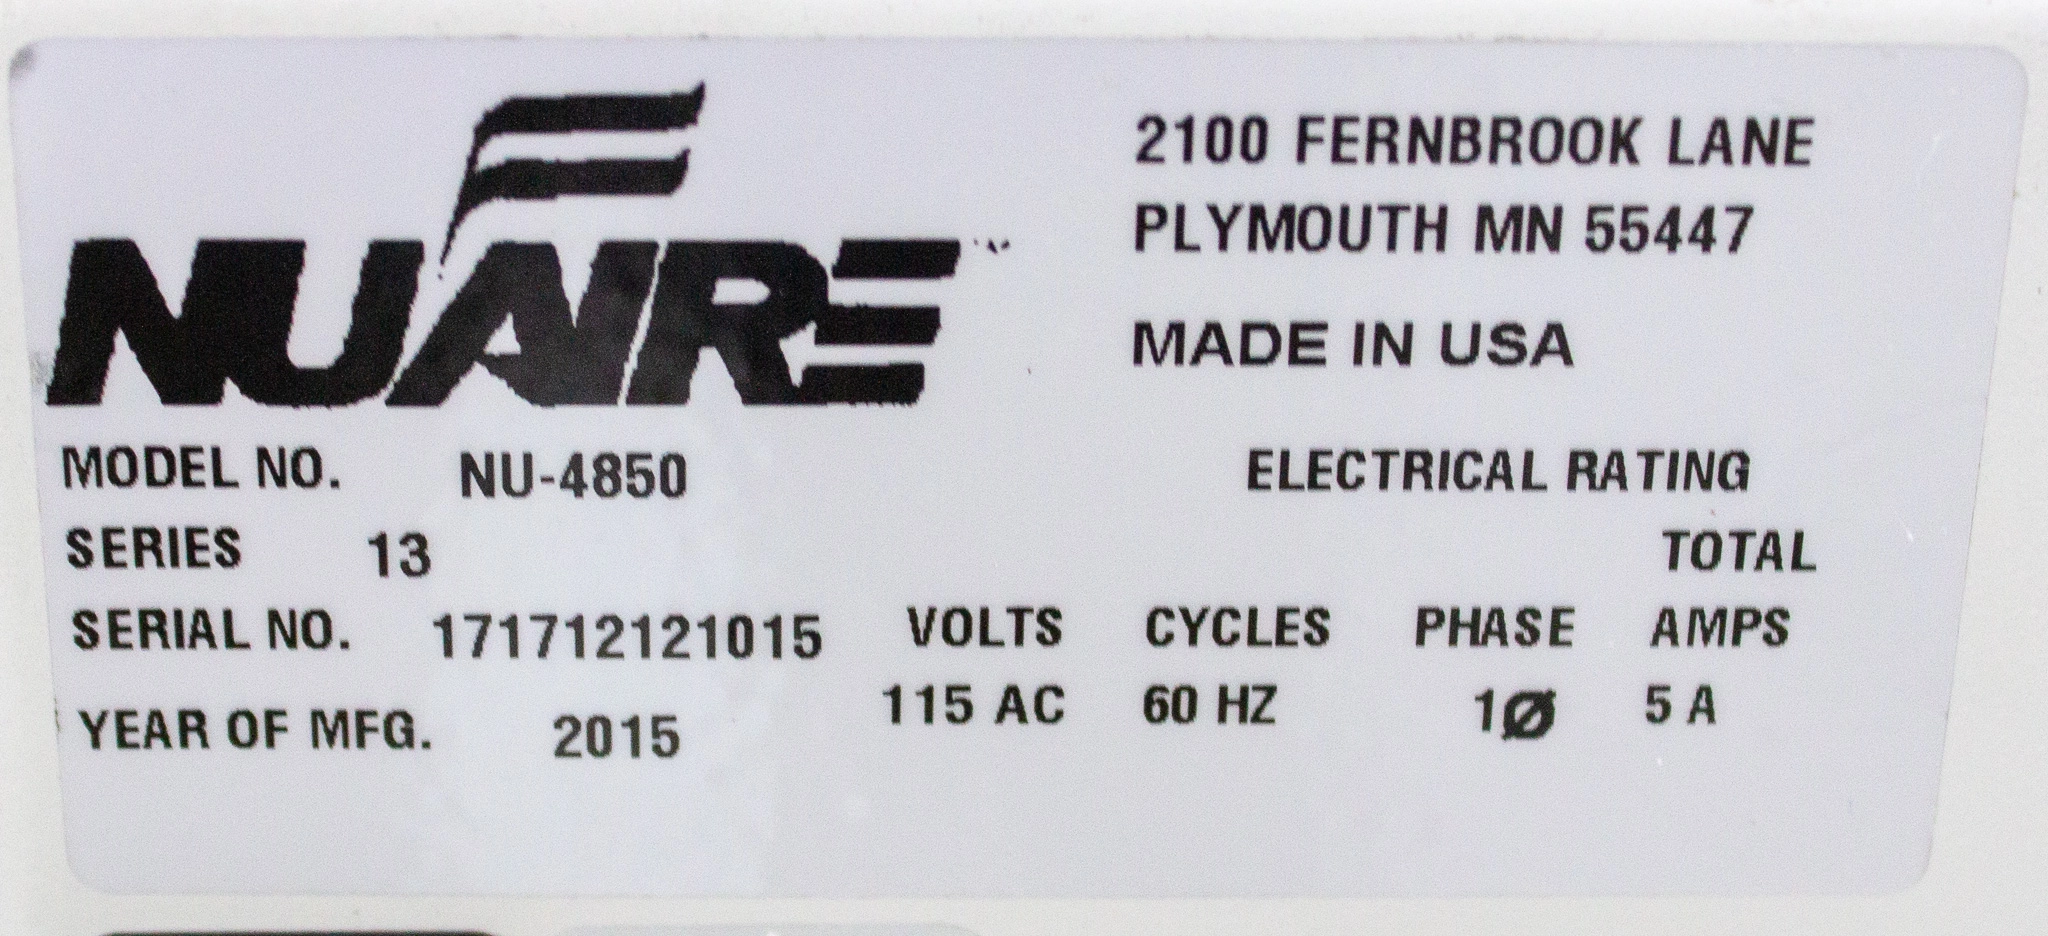 NUAIRE
2100 FERNBROOK LANE
PLYMOUTH MN 55447
MADE IN USA
MODEL NO. NU-4850
SERIES 13
SERIAL NO. 171712121015
YEAR OF MFG. 2015
ELECTRICAL RATING
TOTAL
VOLTS CYCLES PHASE AMPS
115 AC 60 HZ 1Ø 5 A